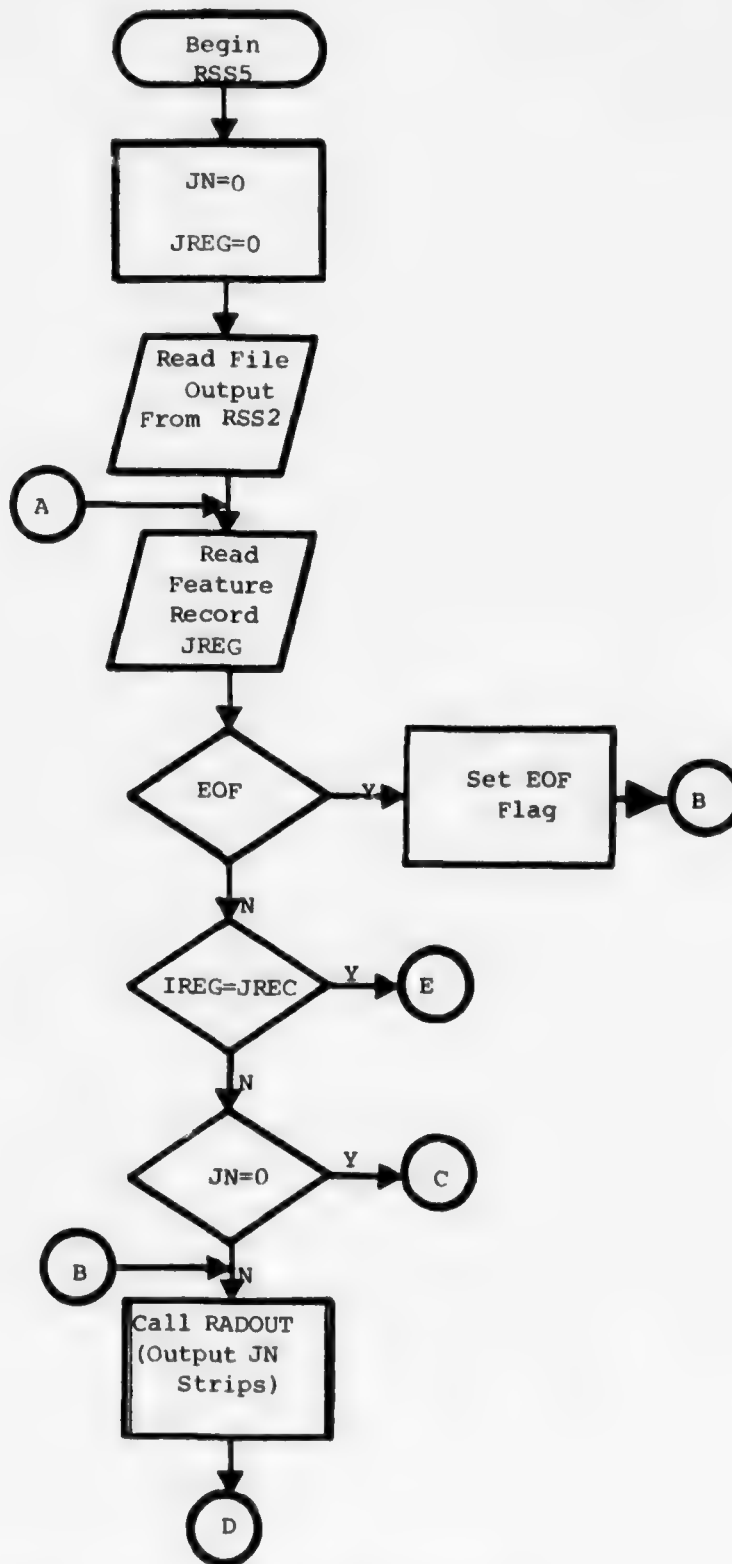 Begin
RSS5
JN=0
JREG=0
Read File
Output
From RSS2
A
Read
Feature
Record
JREG
EOF
Y
Set EOF
Flag
B
N
IREG=JREC
Y
E
N
JN=0
Y
C
B
N
Call RADOUT
(Output JN
Strips)
D